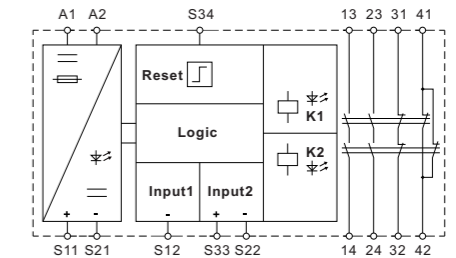 A1 A2 S34 13 23 31 41
Reset
K1
Logic
K2
Input1 Input2
+ - - + -
S11 S21 S12 S33 S22 14 24 32 42